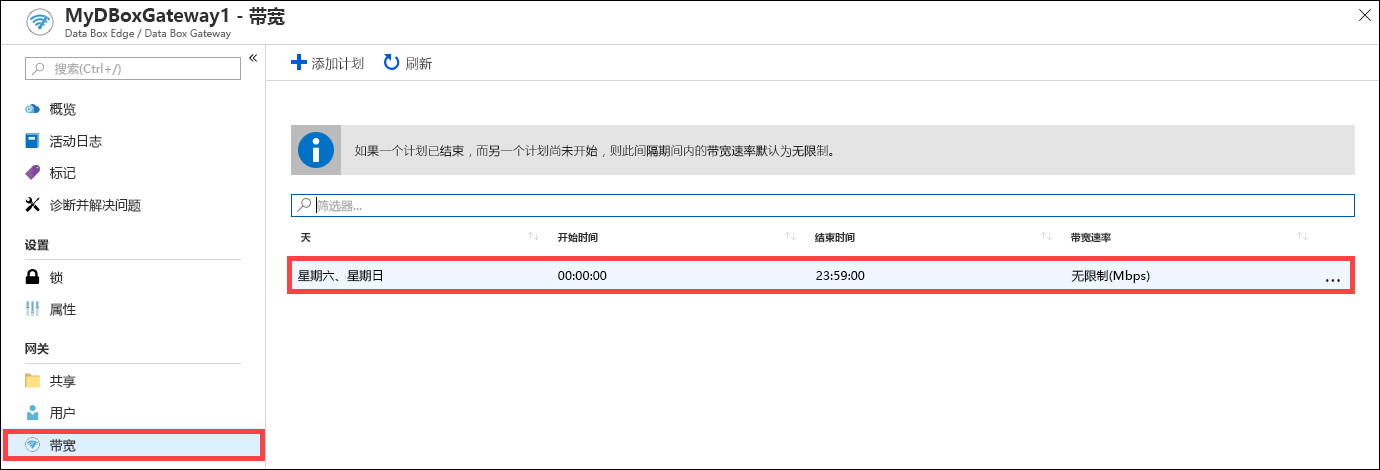 MyDBoxGateway1 - 带宽
Data Box Edge / Data Box Gateway
搜索(Ctrl+/)
«
概览
活动日志
标记
诊断并解决问题
设置
锁
属性
网关
共享
用户
带宽
添加计划 刷新
如果一个计划已结束，而另一个计划尚未开始，则此间隔期间内的带宽速率默认为无限制。
筛选器...
天 开始时间 结束时间 带宽速率
星期六、星期日 00:00:00 23:59:00 无限制(Mbps) ...